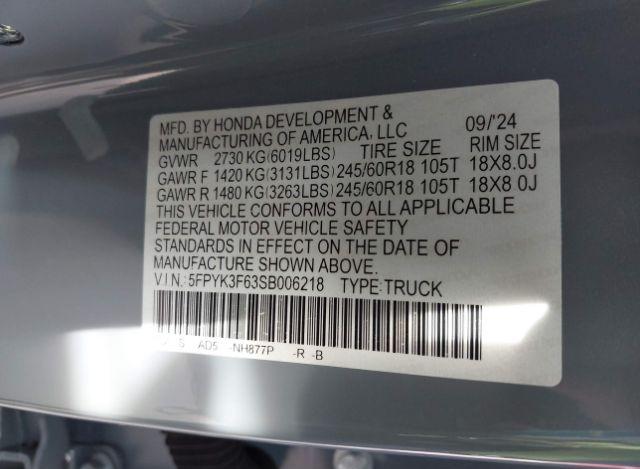 MFD. BY HONDA DEVELOPMENT & 09/'24
MANUFACTURING OF AMERICA, LLC
GVWR 2730 KG(6019LBS) TIRE SIZE RIM SIZE
GAWR F 1420 KG(3131LBS) 245/60R18 105T 18X8.0J
GAWR R 1480 KG(3263LBS) 245/60R18 105T 18X8.0J
THIS VEHICLE CONFORMS TO ALL APPLICABLE
FEDERAL MOTOR VEHICLE SAFETY
STANDARDS IN EFFECT ON THE DATE OF
MANUFACTURE SHOWN ABOVE.
V.I.N.: 5FPYK3F63SB006218 TYPE:TRUCK
S AD5 -NH877P -R -B